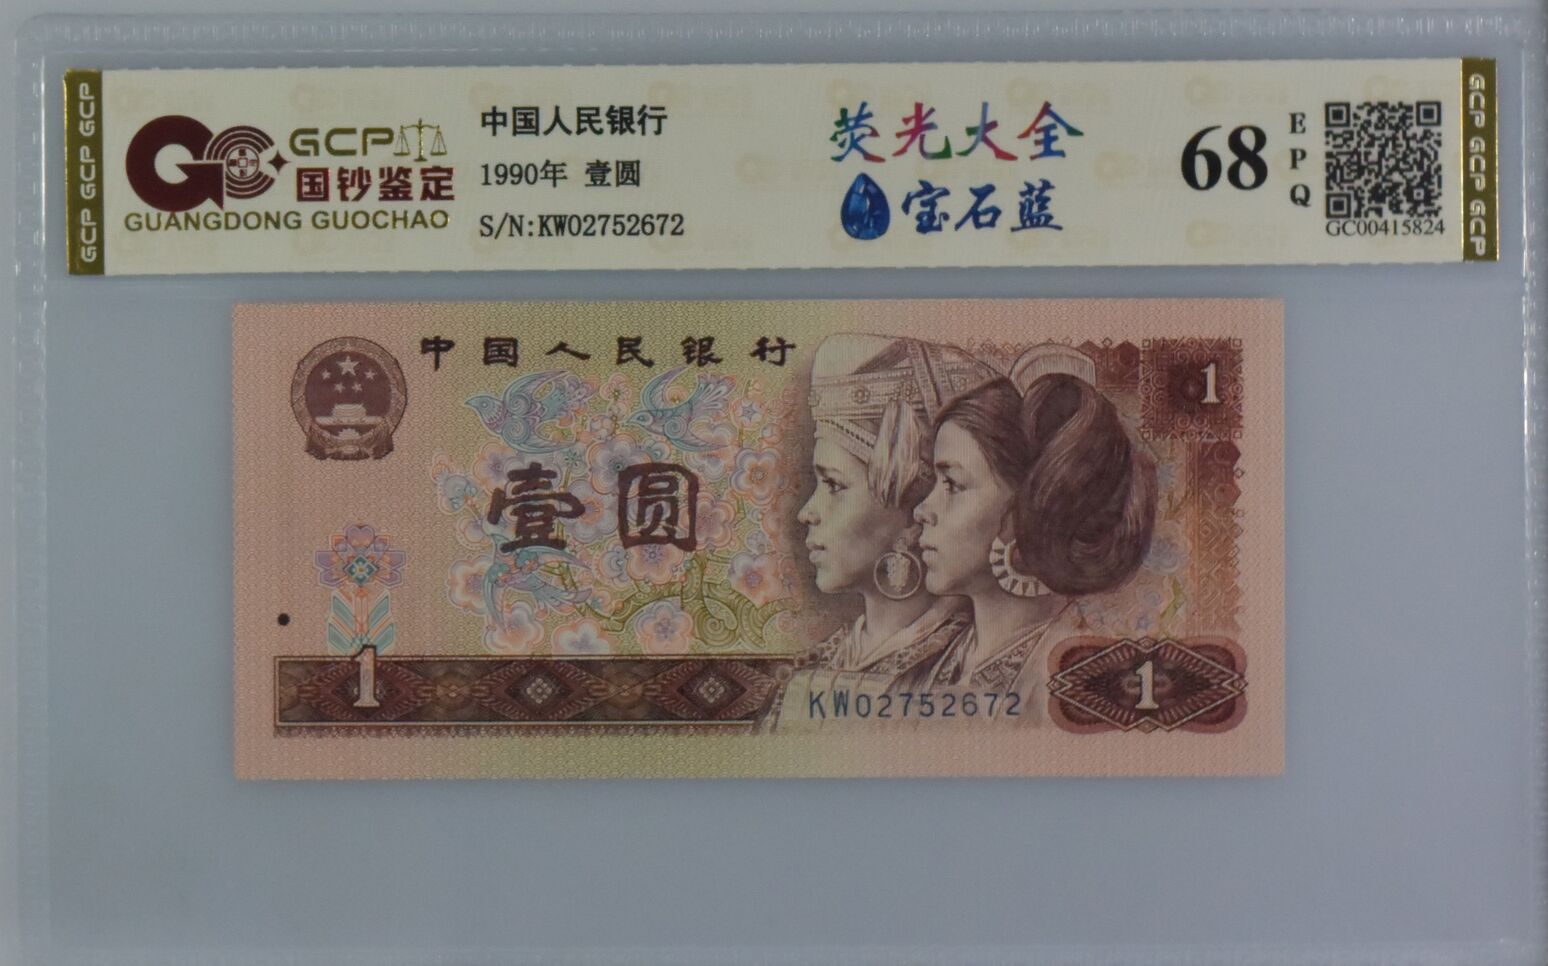 GCP GCP GCP
GCP
国钞鉴定
GUANGDONG GUOCHAO
中国人民银行
1990年 壹圆
S/N:KW02752672
荧光大全
宝石蓝
68
EPQ
GC00415824
GCP GCP GCP
中国人民银行
1
壹圆
1
KW02752672
1